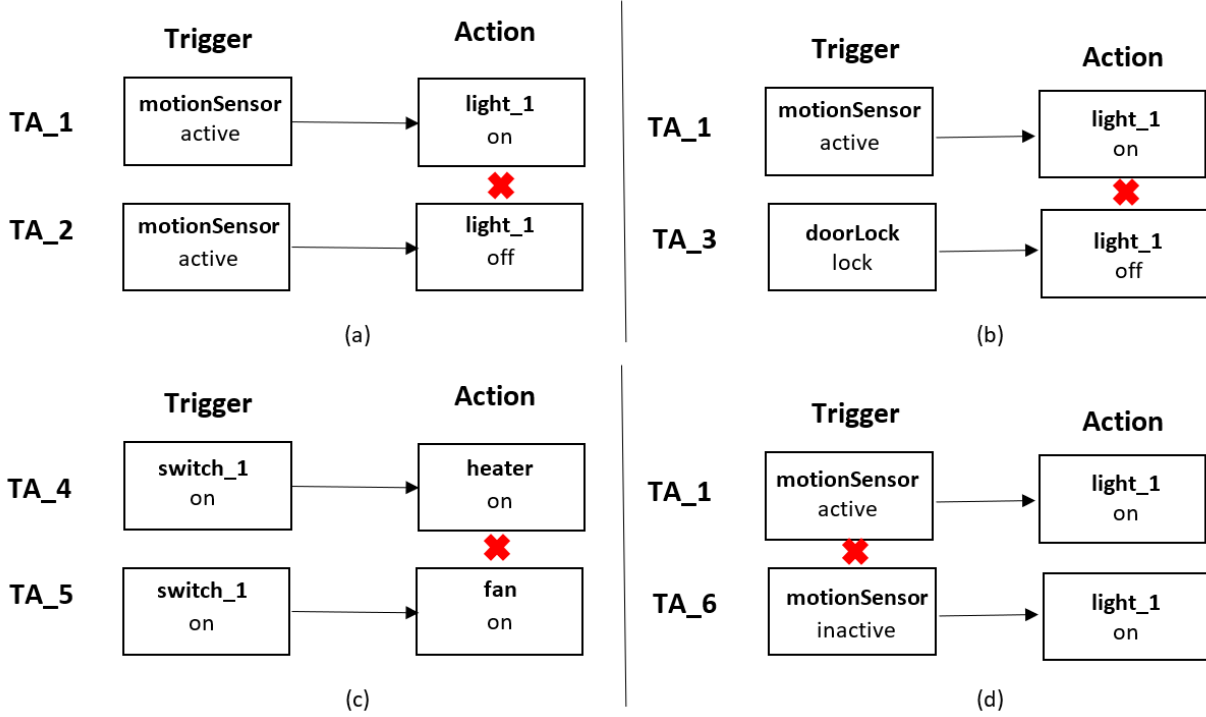 Trigger
Action
TA_1
motionSensor
active
light_1
on
TA_2
motionSensor
active
light_1
off
(a)
Trigger
Action
TA_1
motionSensor
active
light_1
on
TA_3
doorLock
lock
light_1
off
(b)
Trigger
Action
TA_4
switch_1
on
heater
on
TA_5
switch_1
on
fan
on
(c)
Trigger
Action
TA_1
motionSensor
active
light_1
on
TA_6
motionSensor
inactive
light_1
on
(d)